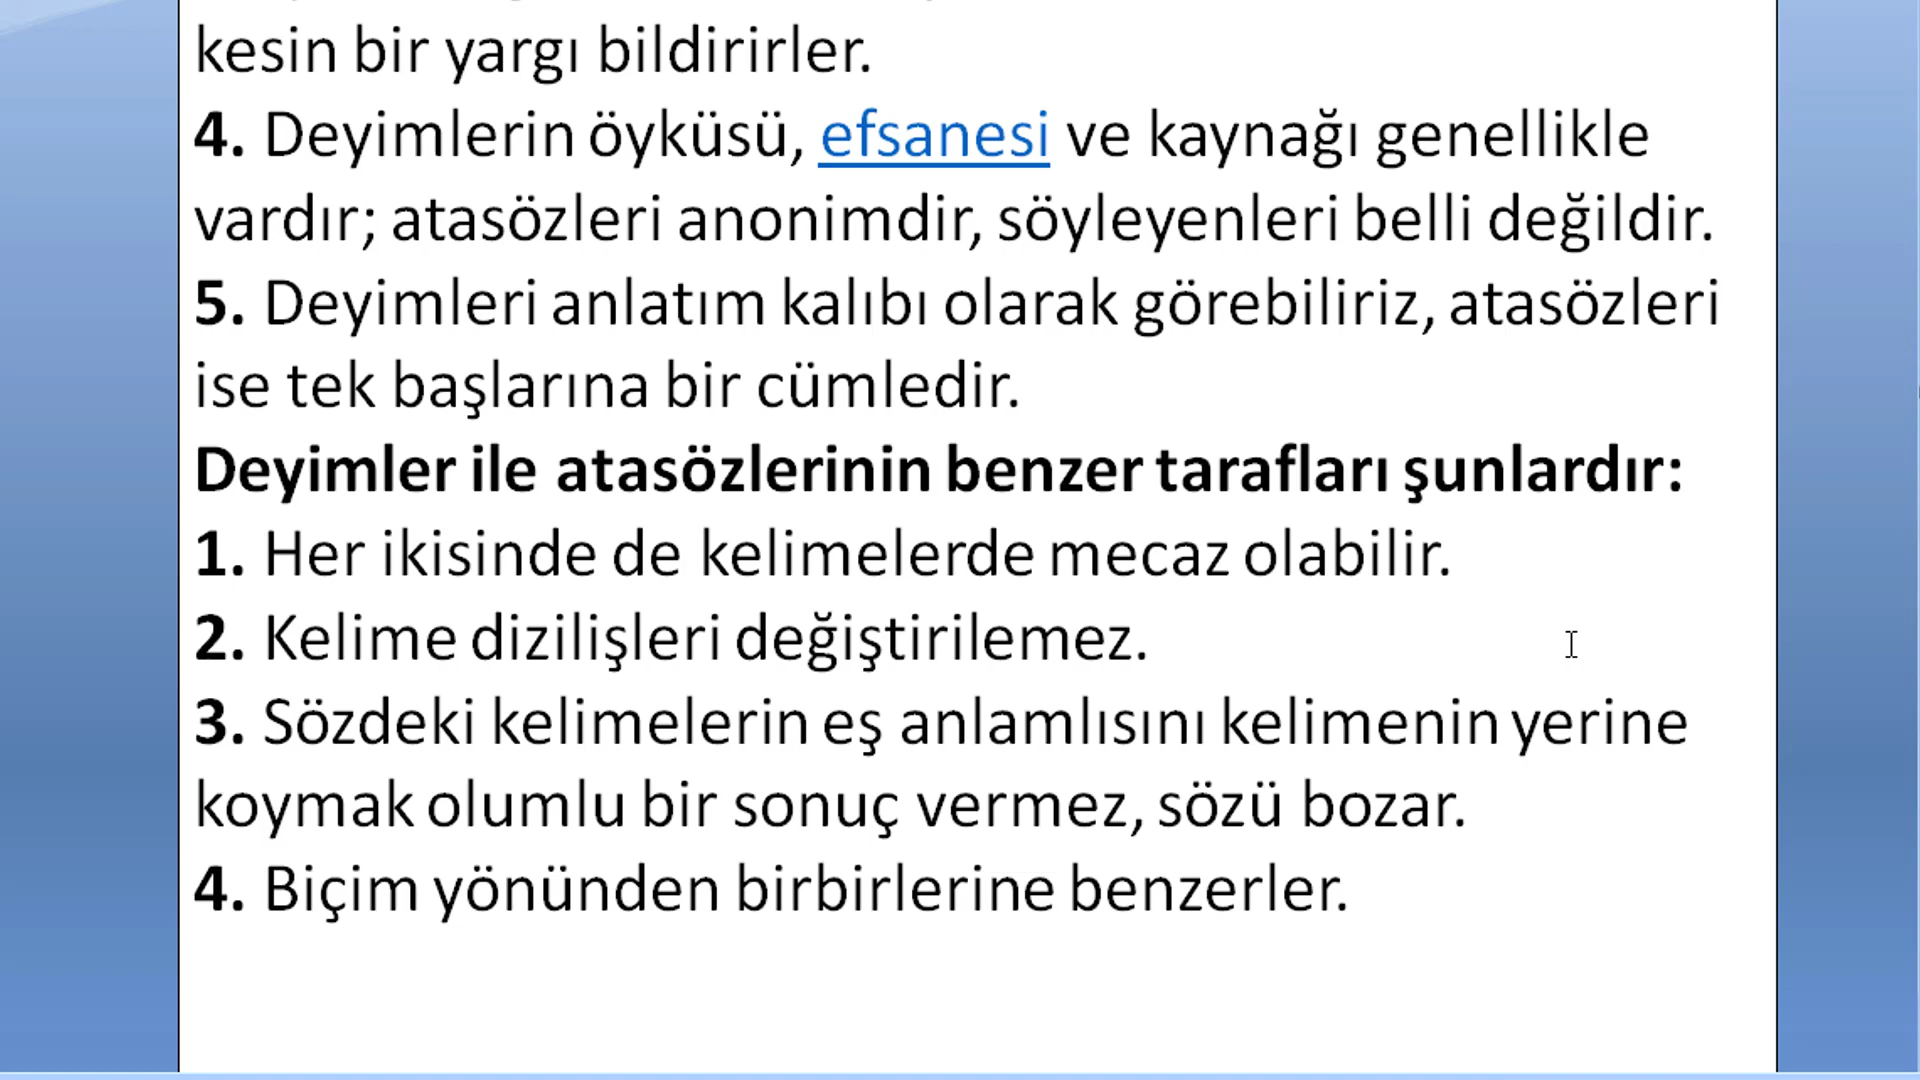 kesin bir yargı bildirirler.
4. Deyimlerin öyküsü, efsanesi ve kaynağı genellikle
vardır; atasözleri anonimdir, söyleyenleri belli değildir.
5. Deyimleri anlatım kalıbı olarak görebiliriz, atasözleri
ise tek başlarına bir cümledir.
Deyimler ile atasözlerinin benzer tarafları şunlardır:
1. Her ikisinde de kelimelerde mecaz olabilir.
2. Kelime dizilişleri değiştirilemez.
3. Sözdeki kelimelerin eş anlamlısını kelimenin yerine
koymak olumlu bir sonuç vermez, sözü bozar.
4. Biçim yönünden birbirlerine benzerler.